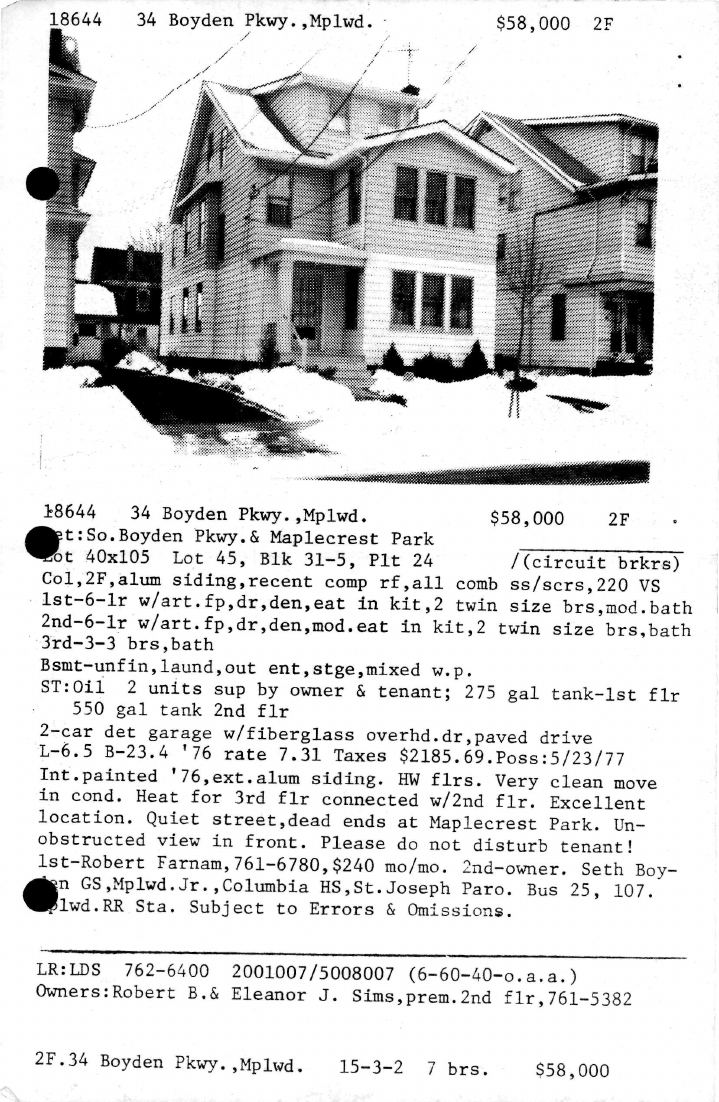 18644 34 Boyden Pkwy.,Mplwd. $58,000 2F
18644 34 Boyden Pkwy.,Mplwd. $58,000 2F
et:So.Boyden Pkwy.& Maplecrest Park
ot 40x105 Lot 45, Blk 31-5, Plt 24 /(circuit brkrs)
Col,2F,alum siding,recent comp rf,all comb ss/scrs,220 VS
1st-6-lr w/art.fp,dr,den,eat in kit,2 twin size brs,mod.bath
2nd-6-lr w/art.fp,dr,den,mod.eat in kit,2 twin size brs,bath
3rd-3-3 brs,bath
Bsmt-unfin,laund,out ent,stge,mixed w.p.
ST:Oil 2 units sup by owner & tenant; 275 gal tank-1st flr
550 gal tank 2nd flr
2-car det garage w/fiberglass overhd.dr,paved drive
L-6.5 B-23.4 '76 rate 7.31 Taxes $2185.69.Poss:5/23/77
Int.painted '76,ext.alum siding. HW flrs. Very clean move
in cond. Heat for 3rd flr connected w/2nd flr. Excellent
location. Quiet street,dead ends at Maplecrest Park. Un-
obstructed view in front. Please do not disturb tenant!
1st-Robert Farnam,761-6780,$240 mo/mo. 2nd-owner. Seth Boy-
en GS,Mplwd.Jr.,Columbia HS,St.Joseph Paro. Bus 25, 107.
plwd.RR Sta. Subject to Errors & Omissions.
LR:LDS 762-6400 2001007/5008007 (6-60-40-o.a.a.)
Owners:Robert B.& Eleanor J. Sims,prem.2nd flr,761-5382
2F.34 Boyden Pkwy.,Mplwd. 15-3-2 7 brs. $58,000